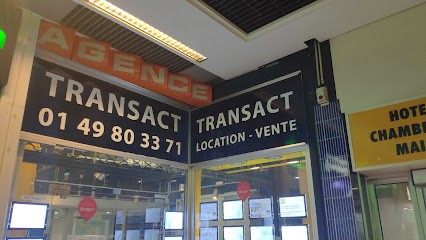 AGENCE
TRANSACT
01 49 80 33 71
TRANSACT
LOCATION - VENTE
HOTE
CHAMB
MAI